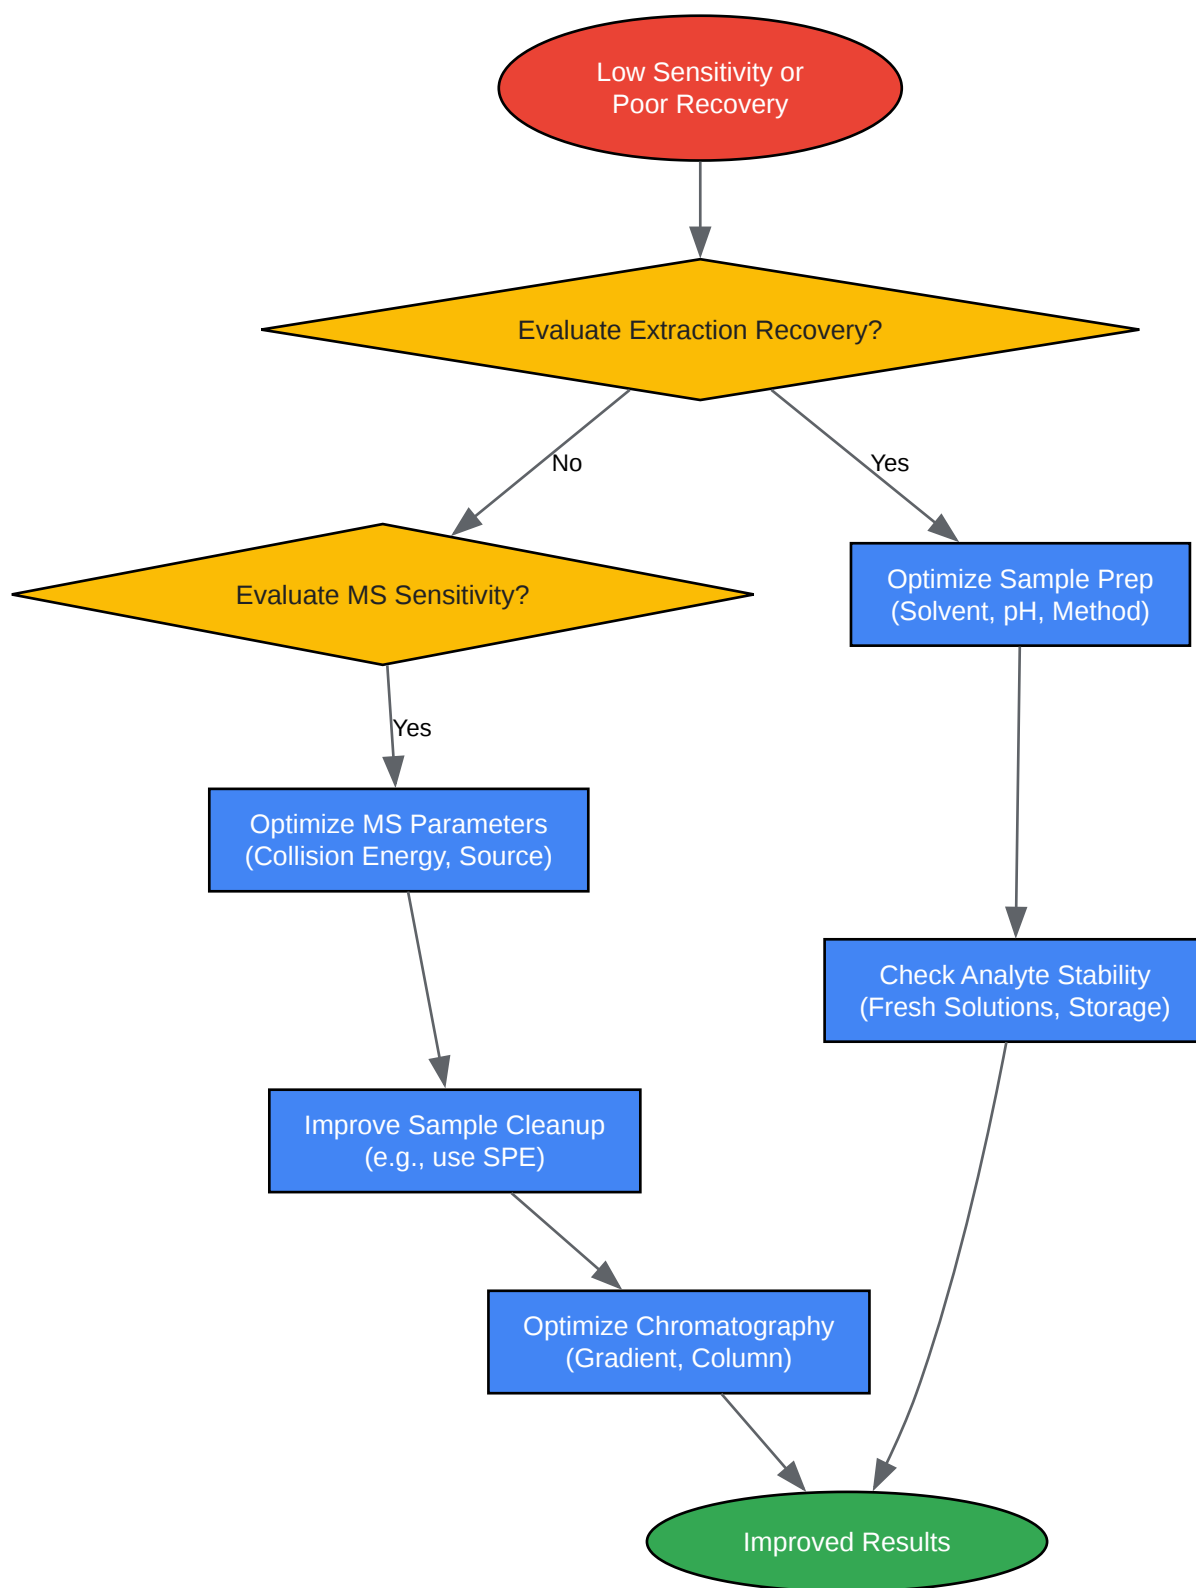 Low Sensitivity or
Poor Recovery
Evaluate Extraction Recovery?
No
Yes
Evaluate MS Sensitivity?
Optimize Sample Prep
(Solvent, pH, Method)
Yes
Optimize MS Parameters
(Collision Energy, Source)
Check Analyte Stability
(Fresh Solutions, Storage)
Improve Sample Cleanup
(e.g., use SPE)
Optimize Chromatography
(Gradient, Column)
Improved Results